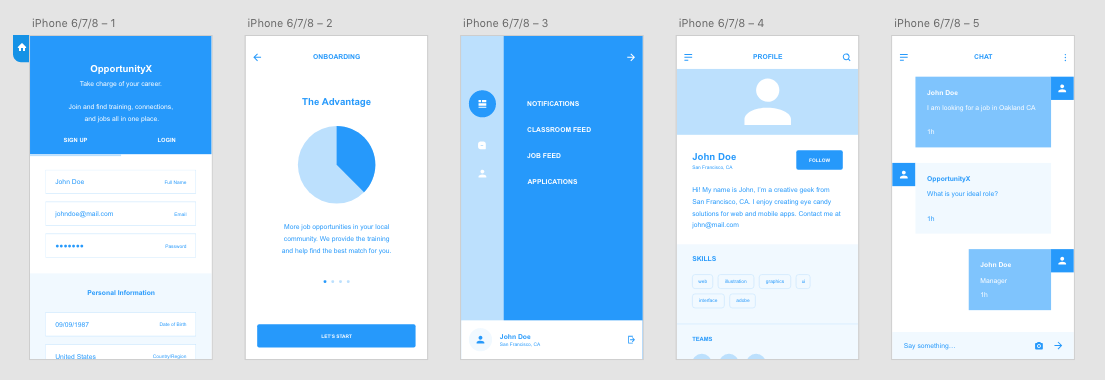 iPhone 6/7/8 – 1
OpportunityX
Take charge of your career.
Join and find training, connections,
and jobs all in one place.
SIGN UP
LOGIN
John Doe
Full Name
johndoe@mail.com
Email
Password
Personal Information
09/09/1987
Date of Birth
United States
Country/Region
iPhone 6/7/8 – 2
ONBOARDING
The Advantage
More job opportunities in your local
community. We provide the training
and help find the best match for you.
LET'S START
iPhone 6/7/8 – 3
NOTIFICATIONS
CLASSROOM FEED
JOB FEED
APPLICATIONS
John Doe
San Francisco, CA
iPhone 6/7/8 – 4
PROFILE
John Doe
San Francisco, CA
FOLLOW
Hi! My name is John, I'm a creative geek from
San Francisco, CA. I enjoy creating eye candy
solutions for web and mobile apps. Contact me at
john@mail.com
SKILLS
web
illustration
graphics
ui
interface
adobe
TEAMS
iPhone 6/7/8 – 5
CHAT
John Doe
I am looking for a job in Oakland CA
1h
OpportunityX
What is your ideal role?
1h
John Doe
Manager
1h
Say something...